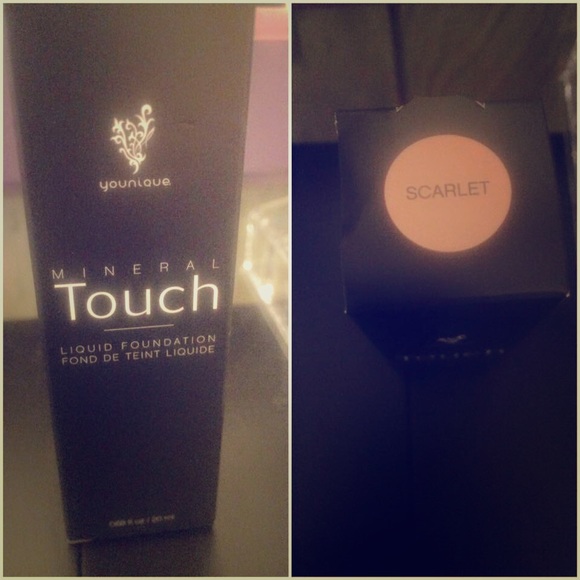 younique
MINERAL
Touch
LIQUID FOUNDATION
FOND DE TEINT LIQUIDE
SCARLET